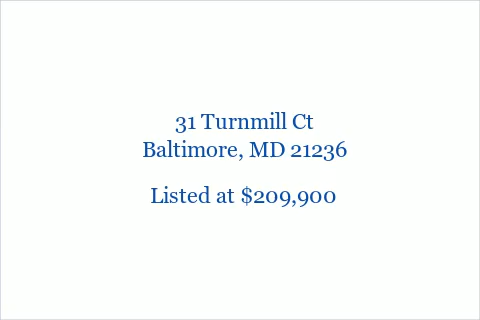 31 Turnmill Ct
Baltimore, MD 21236
Listed at $209,900